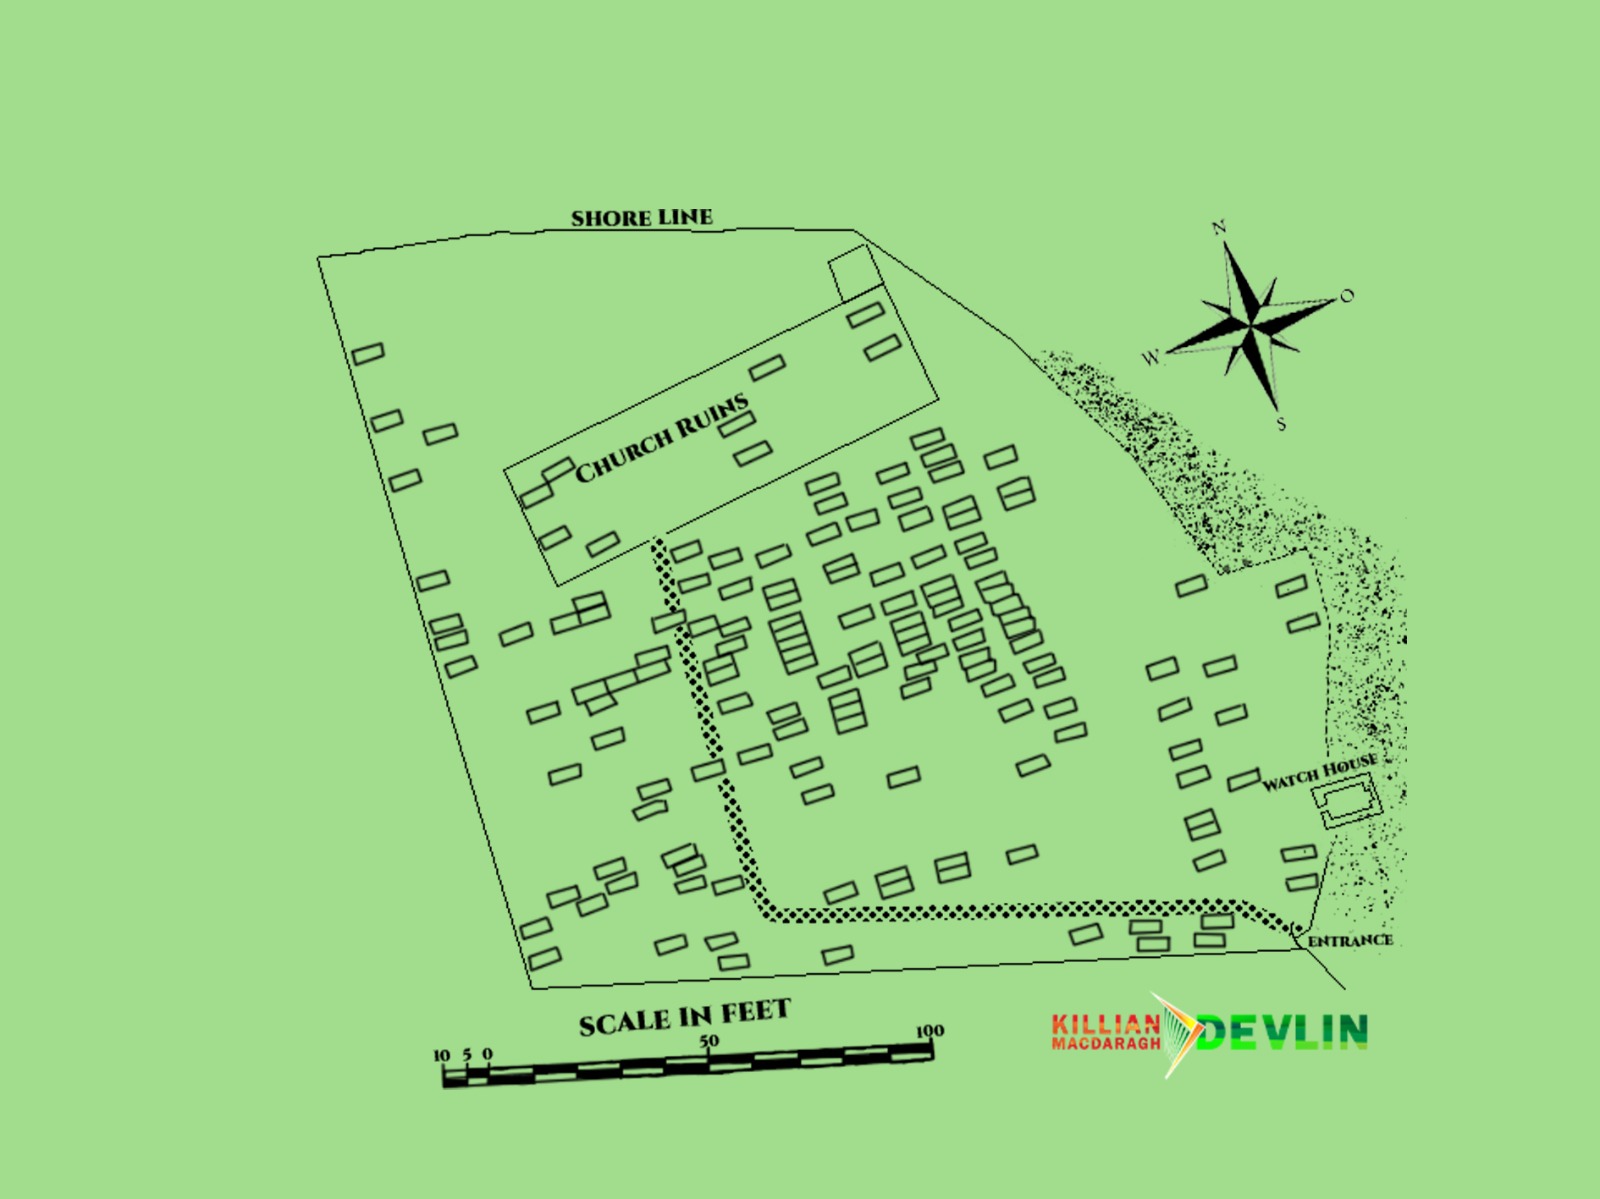 SHORE LINE
N
O
W
S
CHURCH RUINS
WATCH HOUSE
ENTRANCE
SCALE IN FEET
10 5 0 50 100
KILLIAN
MACDARAGH
DEVLIN